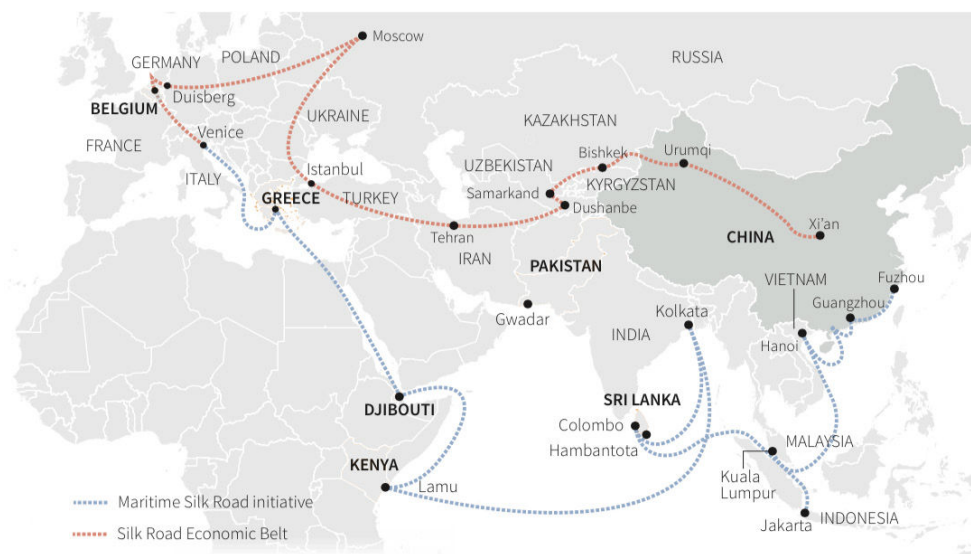 Moscow
RUSSIA
POLAND
GERMANY
Duisberg
BELGIUM
UKRAINE
KAZAKHSTAN
Venice
FRANCE
Bishkek
Urumqi
UZBEKISTAN
Istanbul
ITALY
KYRGYZSTAN
Samarkand
TURKEY
GREECE
Dushanbe
Xi'an
Tehran
CHINA
IRAN
PAKISTAN
VIETNAM
Fuzhou
Guangzhou
Kolkata
Gwadar
INDIA
Hanoi
SRI LANKA
DJIBOUTI
Colombo
MALAYSIA
Hambantota
KENYA
Kuala
Lumpur
Lamu
Maritime Silk Road initiative
INDONESIA
Jakarta
Silk Road Economic Belt